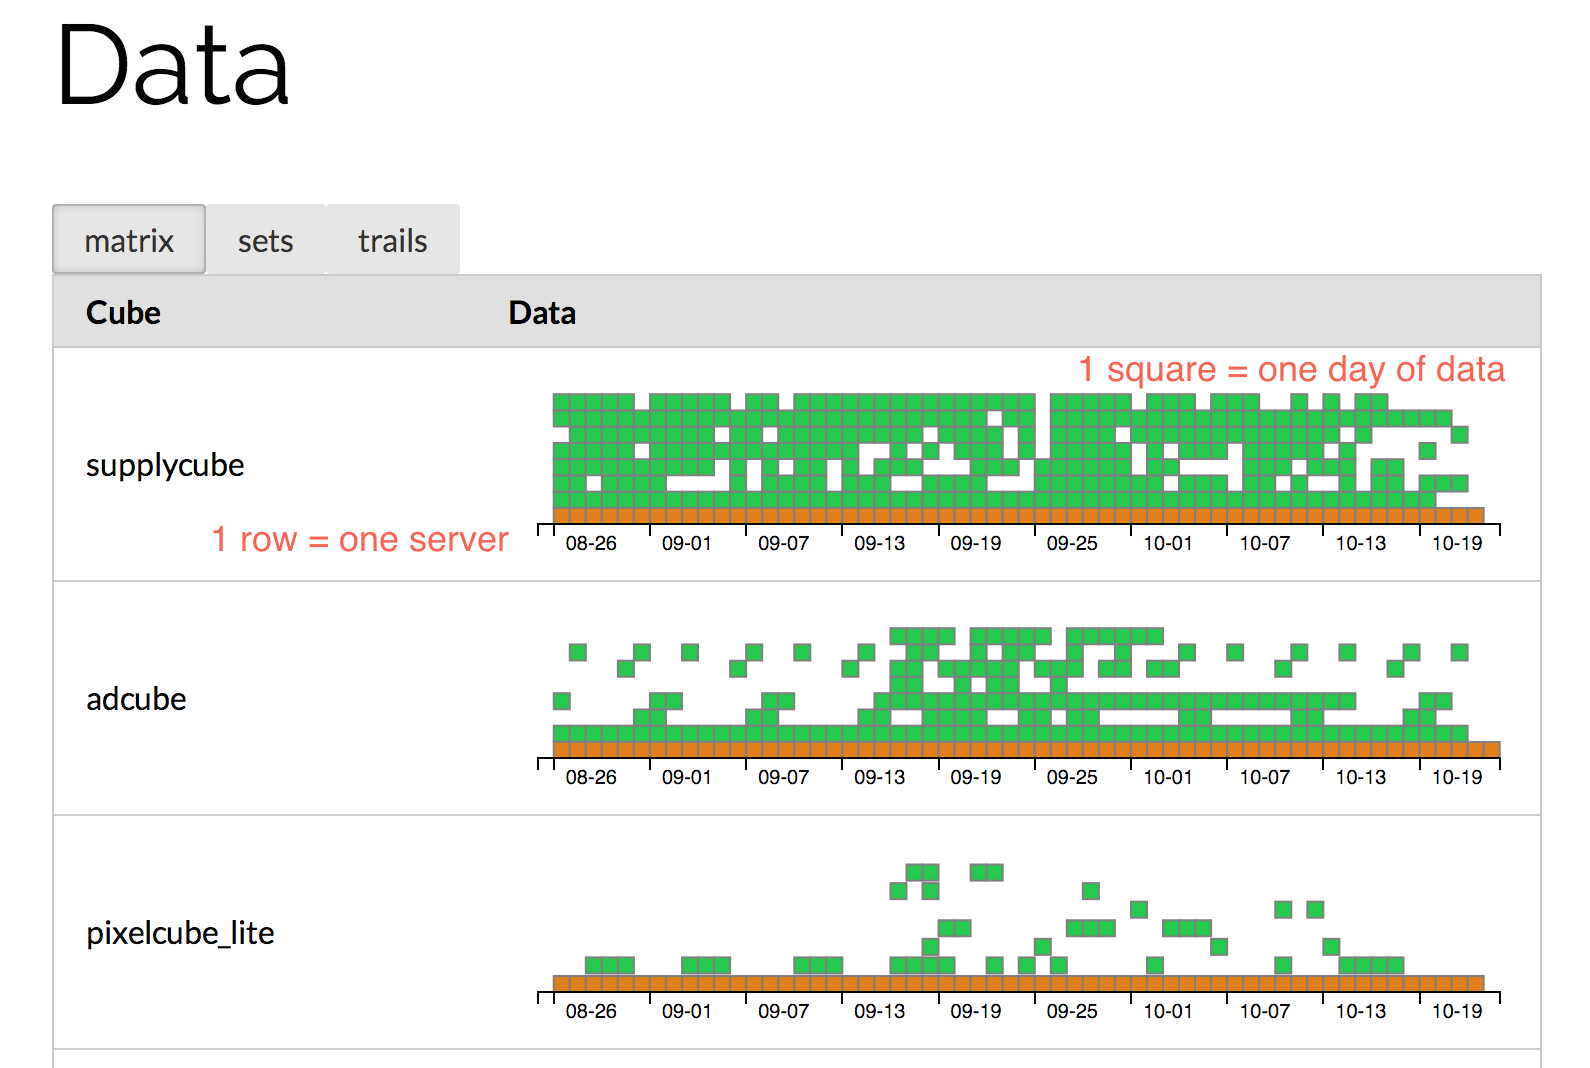 Data
matrix sets trails
Cube Data
1 square = one day of data
supplycube
1 row = one server
08-26 09-01 09-07 09-13 09-19 09-25 10-01 10-07 10-13 10-19
adcube
08-26 09-01 09-07 09-13 09-19 09-25 10-01 10-07 10-13 10-19
pixelcube_lite
08-26 09-01 09-07 09-13 09-19 09-25 10-01 10-07 10-13 10-19